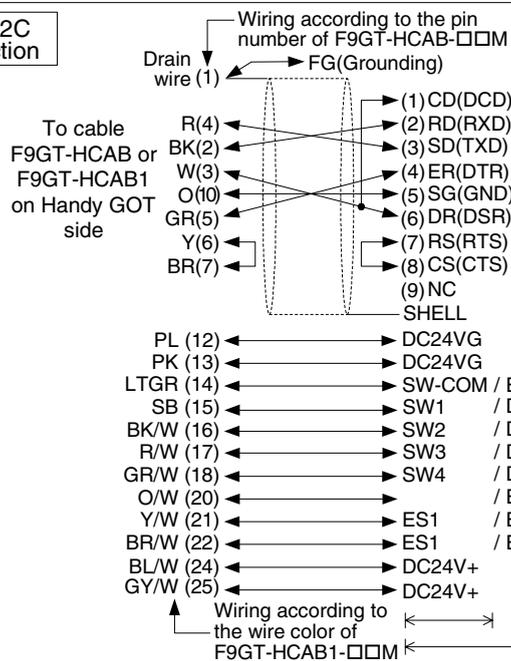 2C
tion
Wiring according to the pin
number of F9GT-HCAB-□□M
FG(Grounding)
Drain
wire (1)
To cable
F9GT-HCAB or
F9GT-HCAB1
on Handy GOT
side
R(4)
BK(2)
W(3)
O(10)
GR(5)
Y(6)
BR(7)
(1) CD(DCD)
(2) RD(RXD)
(3) SD(TXD)
(4) ER(DTR)
(5) SG(GND)
(6) DR(DSR)
(7) RS(RTS)
(8) CS(CTS)
(9) NC
SHELL
PL (12) DC24VG
PK (13) DC24VG
LTGR (14) SW-COM / E
SB (15) SW1 / D
BK/W (16) SW2 / D
R/W (17) SW3 / D
GR/W (18) SW4 / D
O/W (20) / E
Y/W (21) ES1 / E
BR/W (22) ES1 / E
BL/W (24) DC24V+
GY/W (25) DC24V+
Wiring according to
the wire color of
F9GT-HCAB1-□□M